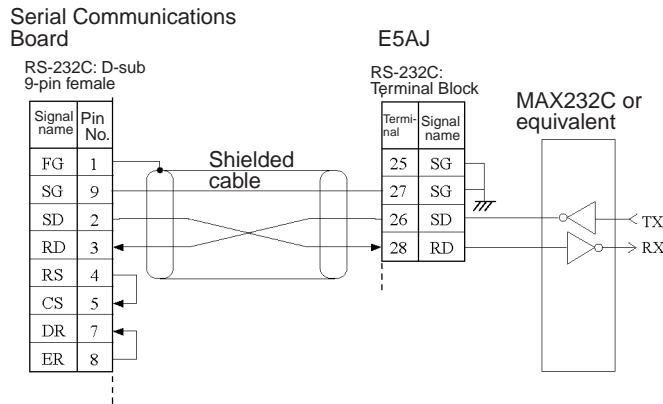 Serial Communications
Board
E5AJ
RS-232C: D-sub
9-pin female
RS-232C:
Terminal Block
MAX232C or
equivalent
Signal
name
Pin
No.
Termi-
nal
Signal
name
FG 1
SG 9
SD 2
RD 3
RS 4
CS 5
DR 7
ER 8
Shielded
cable
25 SG
27 SG
26 SD
28 RD
TX
RX